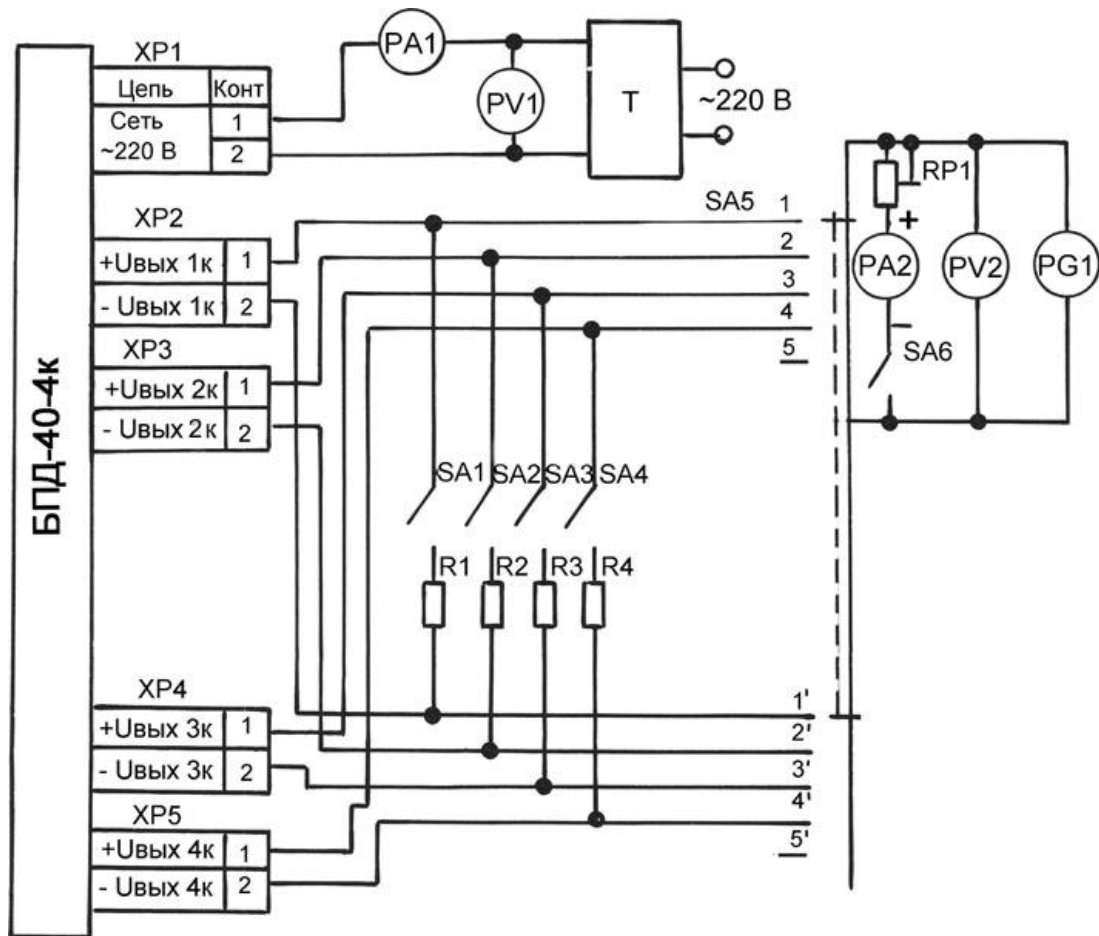 БПД-40-4к
XP1
Цепь Конт
Сеть 1
~220 В 2
PA1
PV1
T
~220 В
XP2
+Uвых 1к 1
- Uвых 1к 2
XP3
+Uвых 2к 1
- Uвых 2к 2
XP4
+Uвых 3к 1
- Uвых 3к 2
XP5
+Uвых 4к 1
- Uвых 4к 2
SA5 1
2
3
4
5
SA1 SA2 SA3 SA4
R1 R2 R3 R4
1'
2'
3'
4'
5'
RP1
+
PA2 PV2 PG1
–
SA6